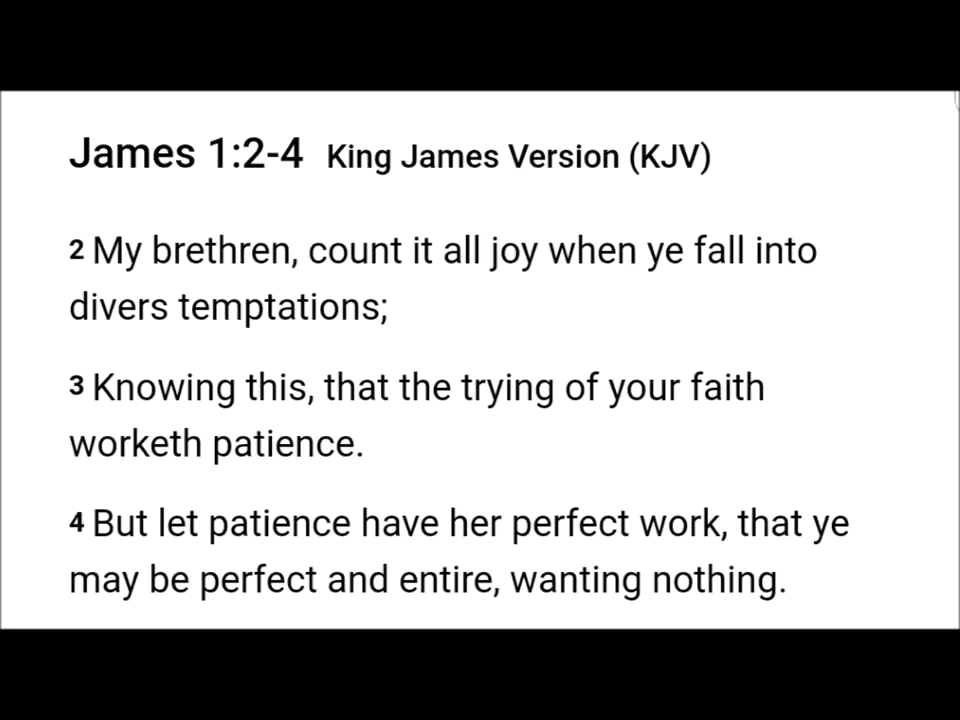 James 1:2-4 King James Version (KJV)
2 My brethren, count it all joy when ye fall into
divers temptations;
3 Knowing this, that the trying of your faith
worketh patience.
4 But let patience have her perfect work, that ye
may be perfect and entire, wanting nothing.